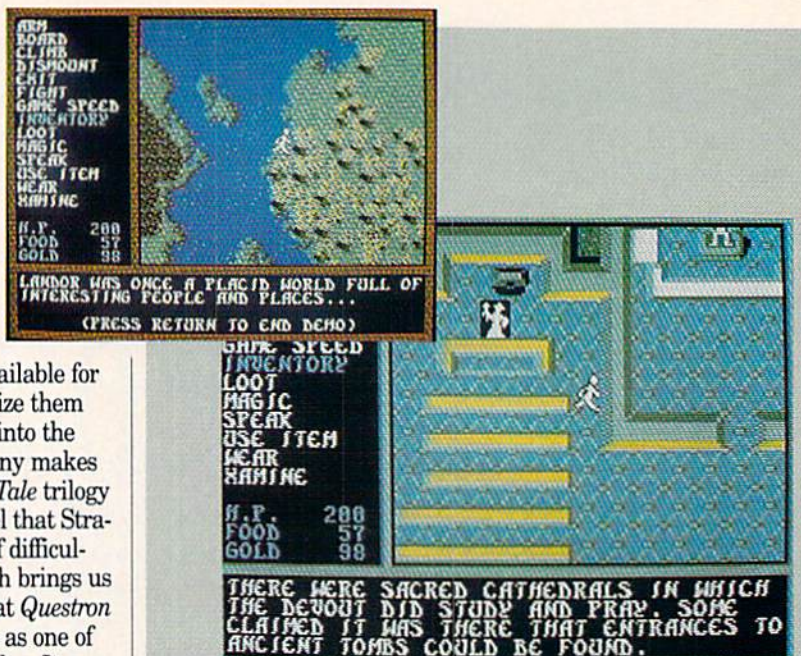 ARM
BOARD
CLIMB
DISMOUNT
EXIT
FIGHT
GAME SPEED
INVENTORY
LOOT
MAGIC
SPEAK
USE ITEM
WEAR
XAMINE
H.P. 200
FOOD 57
GOLD 98
LANDOR WAS ONCE A PLACID WORLD FULL OF
INTERESTING PEOPLE AND PLACES...
(PRESS RETURN TO END DEMO)
GAME SPEED
INVENTORY
LOOT
MAGIC
SPEAK
USE ITEM
WEAR
XAMINE
H.P. 200
FOOD 57
GOLD 98
THERE WERE SACRED CATHEDRALS IN WHICH
THE DEVOUT DID STUDY AND PRAY. SOME
CLAIMED IT WAS THERE THAT ENTRANCES TO
ANCIENT TOMBS COULD BE FOUND.
ailable for
ize them
into the
ny makes
Tale trilogy
l that Stra-
f difficul-
h brings us
at Questron
as one of